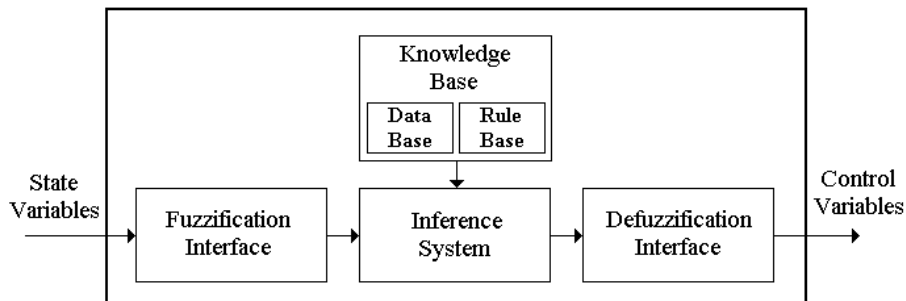 Knowledge
Base
Data
Base
Rule
Base
State
Variables
Fuzzification
Interface
Inference
System
Defuzzification
Interface
Control
Variables